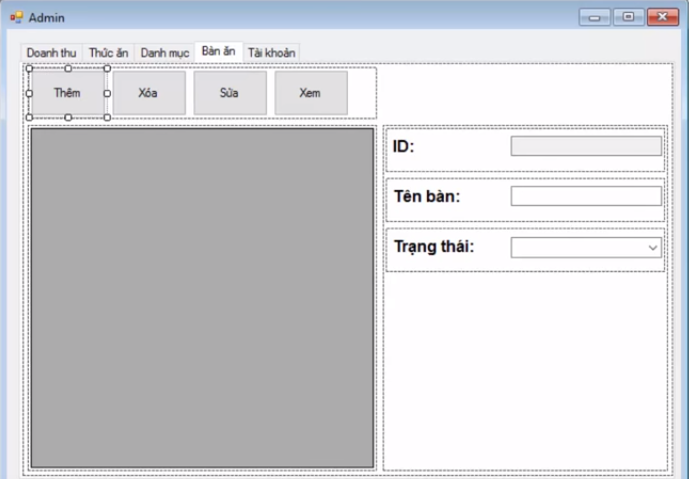 Admin
Doanh thu Thức ăn Danh mục Bàn ăn Tài khoản
Thêm Xóa Sửa Xem
ID:
Tên bàn:
Trạng thái: